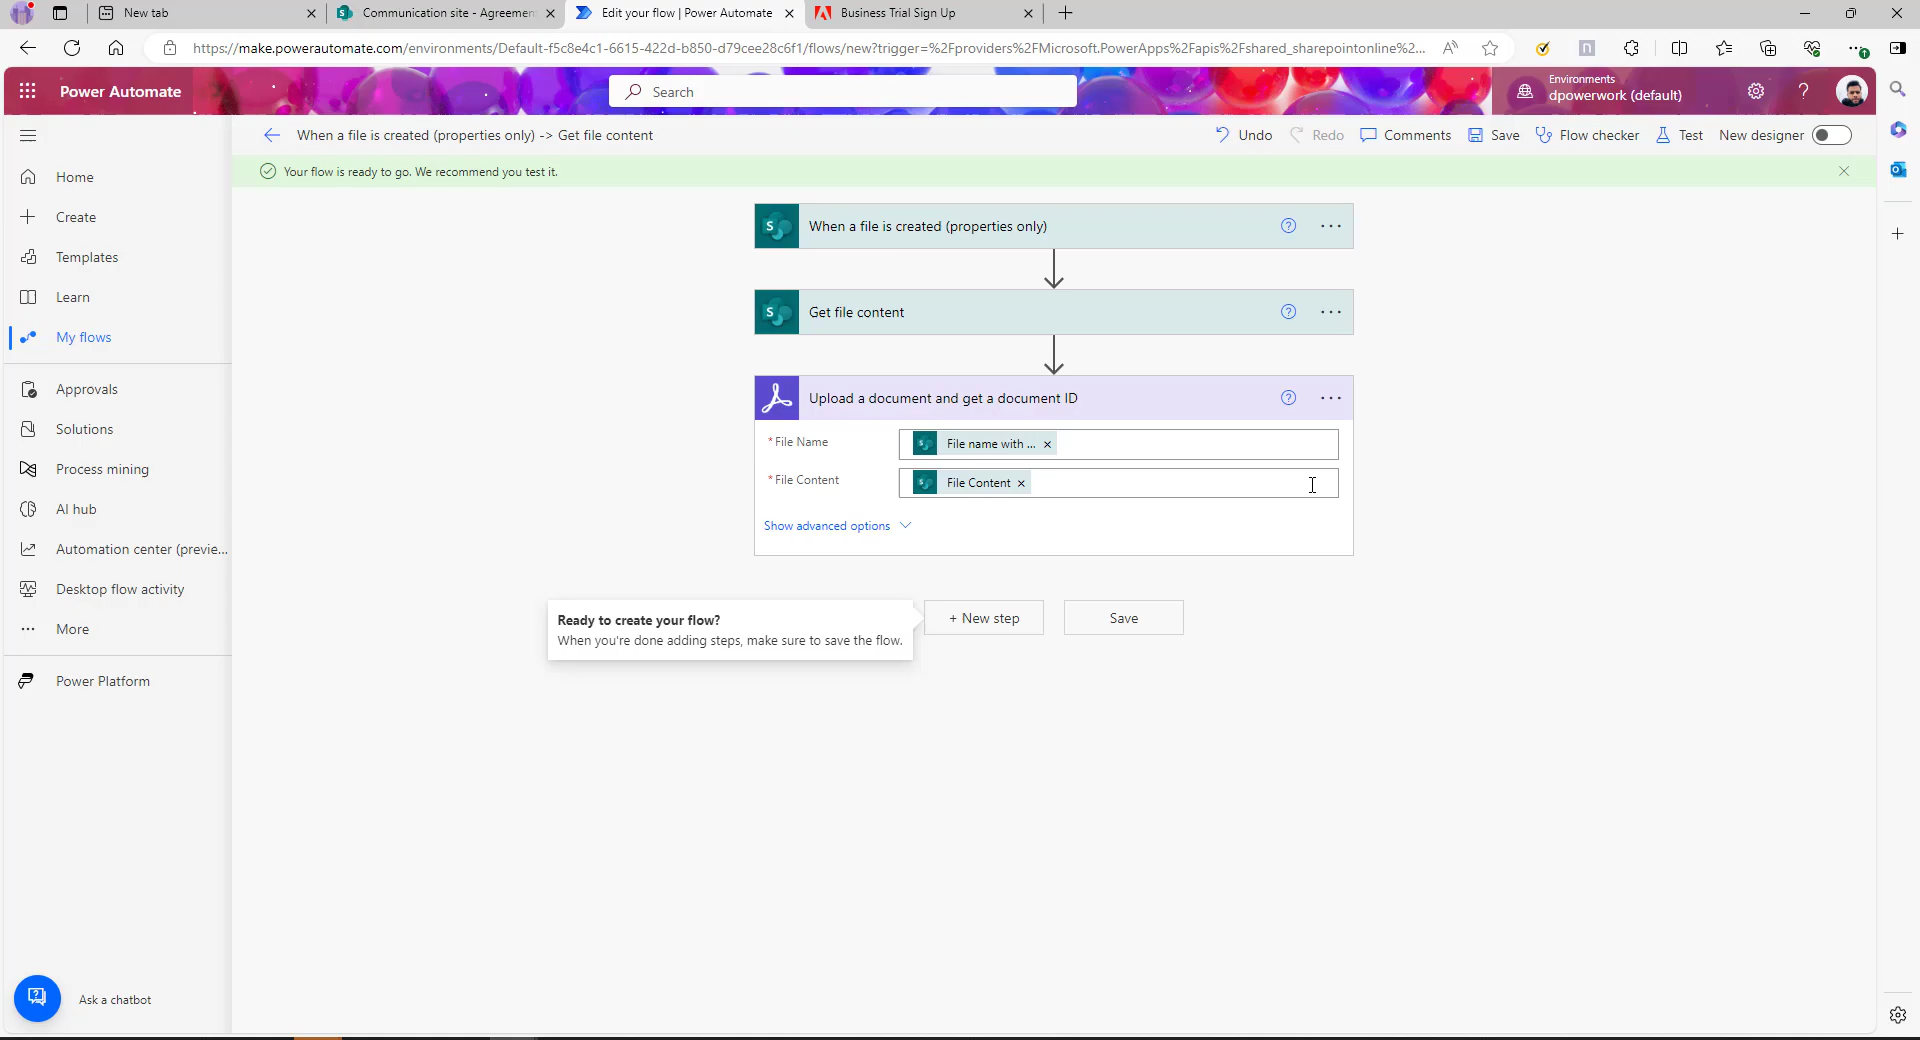 New tab
Communication site - Agreemen
Edit your flow | Power Automate
Business Trial Sign Up
https://make.powerautomate.com/environments/Default-f5c8e4c1-6615-422d-b850-d79cee28c6f1/flows/new?trigger=%2Fproviders%2FMicrosoft.PowerApps%2Fapis%2Fshared_sharepointonline%2...
Power Automate
Search
Environments
dpowerwork (default)
When a file is created (properties only) -> Get file content
Undo
Redo
Comments
Save
Flow checker
Test
New designer
Your flow is ready to go. We recommend you test it.
Home
Create
Templates
Learn
My flows
Approvals
Solutions
Process mining
AI hub
Automation center (previe...
Desktop flow activity
More
Power Platform
Ask a chatbot
When a file is created (properties only)
Get file content
Upload a document and get a document ID
* File Name
File name with ...
* File Content
File Content
Show advanced options
Ready to create your flow?
When you're done adding steps, make sure to save the flow.
+ New step
Save